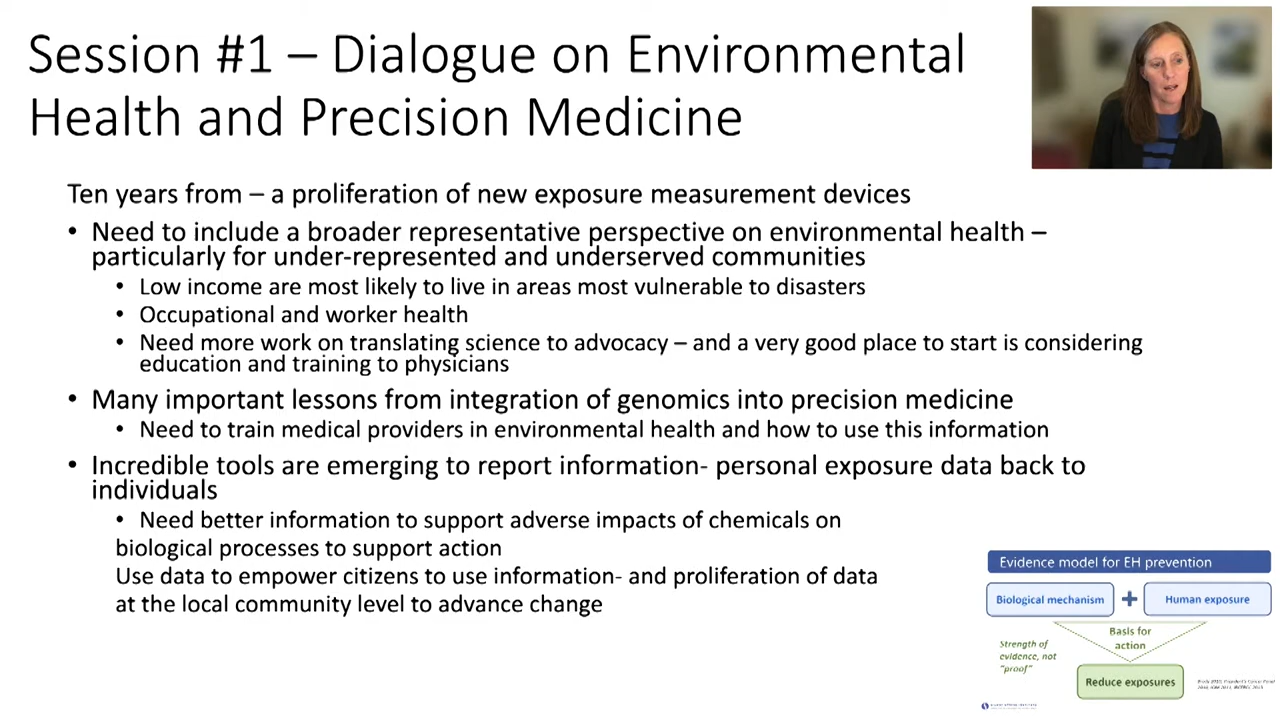 Session #1 – Dialogue on Environmental
Health and Precision Medicine
Ten years from – a proliferation of new exposure measurement devices
• Need to include a broader representative perspective on environmental health –
particularly for under-represented and underserved communities
• Low income are most likely to live in areas most vulnerable to disasters
• Occupational and worker health
• Need more work on translating science to advocacy – and a very good place to start is considering
education and training to physicians
• Many important lessons from integration of genomics into precision medicine
• Need to train medical providers in environmental health and how to use this information
• Incredible tools are emerging to report information- personal exposure data back to
individuals
• Need better information to support adverse impacts of chemicals on
biological processes to support action
Use data to empower citizens to use information- and proliferation of data
at the local community level to advance change
Evidence model for EH prevention
Biological mechanism + Human exposure
Basis for
action
Strength of
evidence, not
"proof"
Reduce exposures